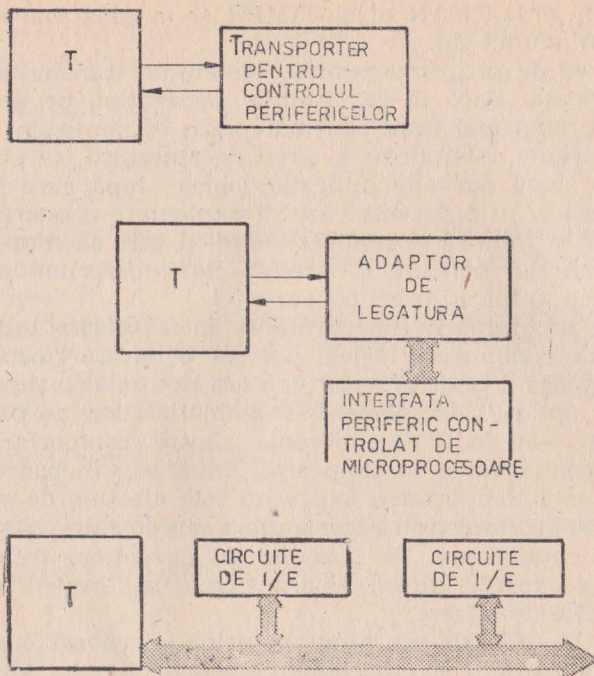 T
TRANSPORTER
PENTRU
CONTROLUL
PERIFERICELOR
T
ADAPTOR
DE
LEGATURA
INTERFATA
PERIFERIC CON-
TROLAT DE
MICROPROCESOARE
T
CIRCUITE
DE I/E
CIRCUITE
DE I/E